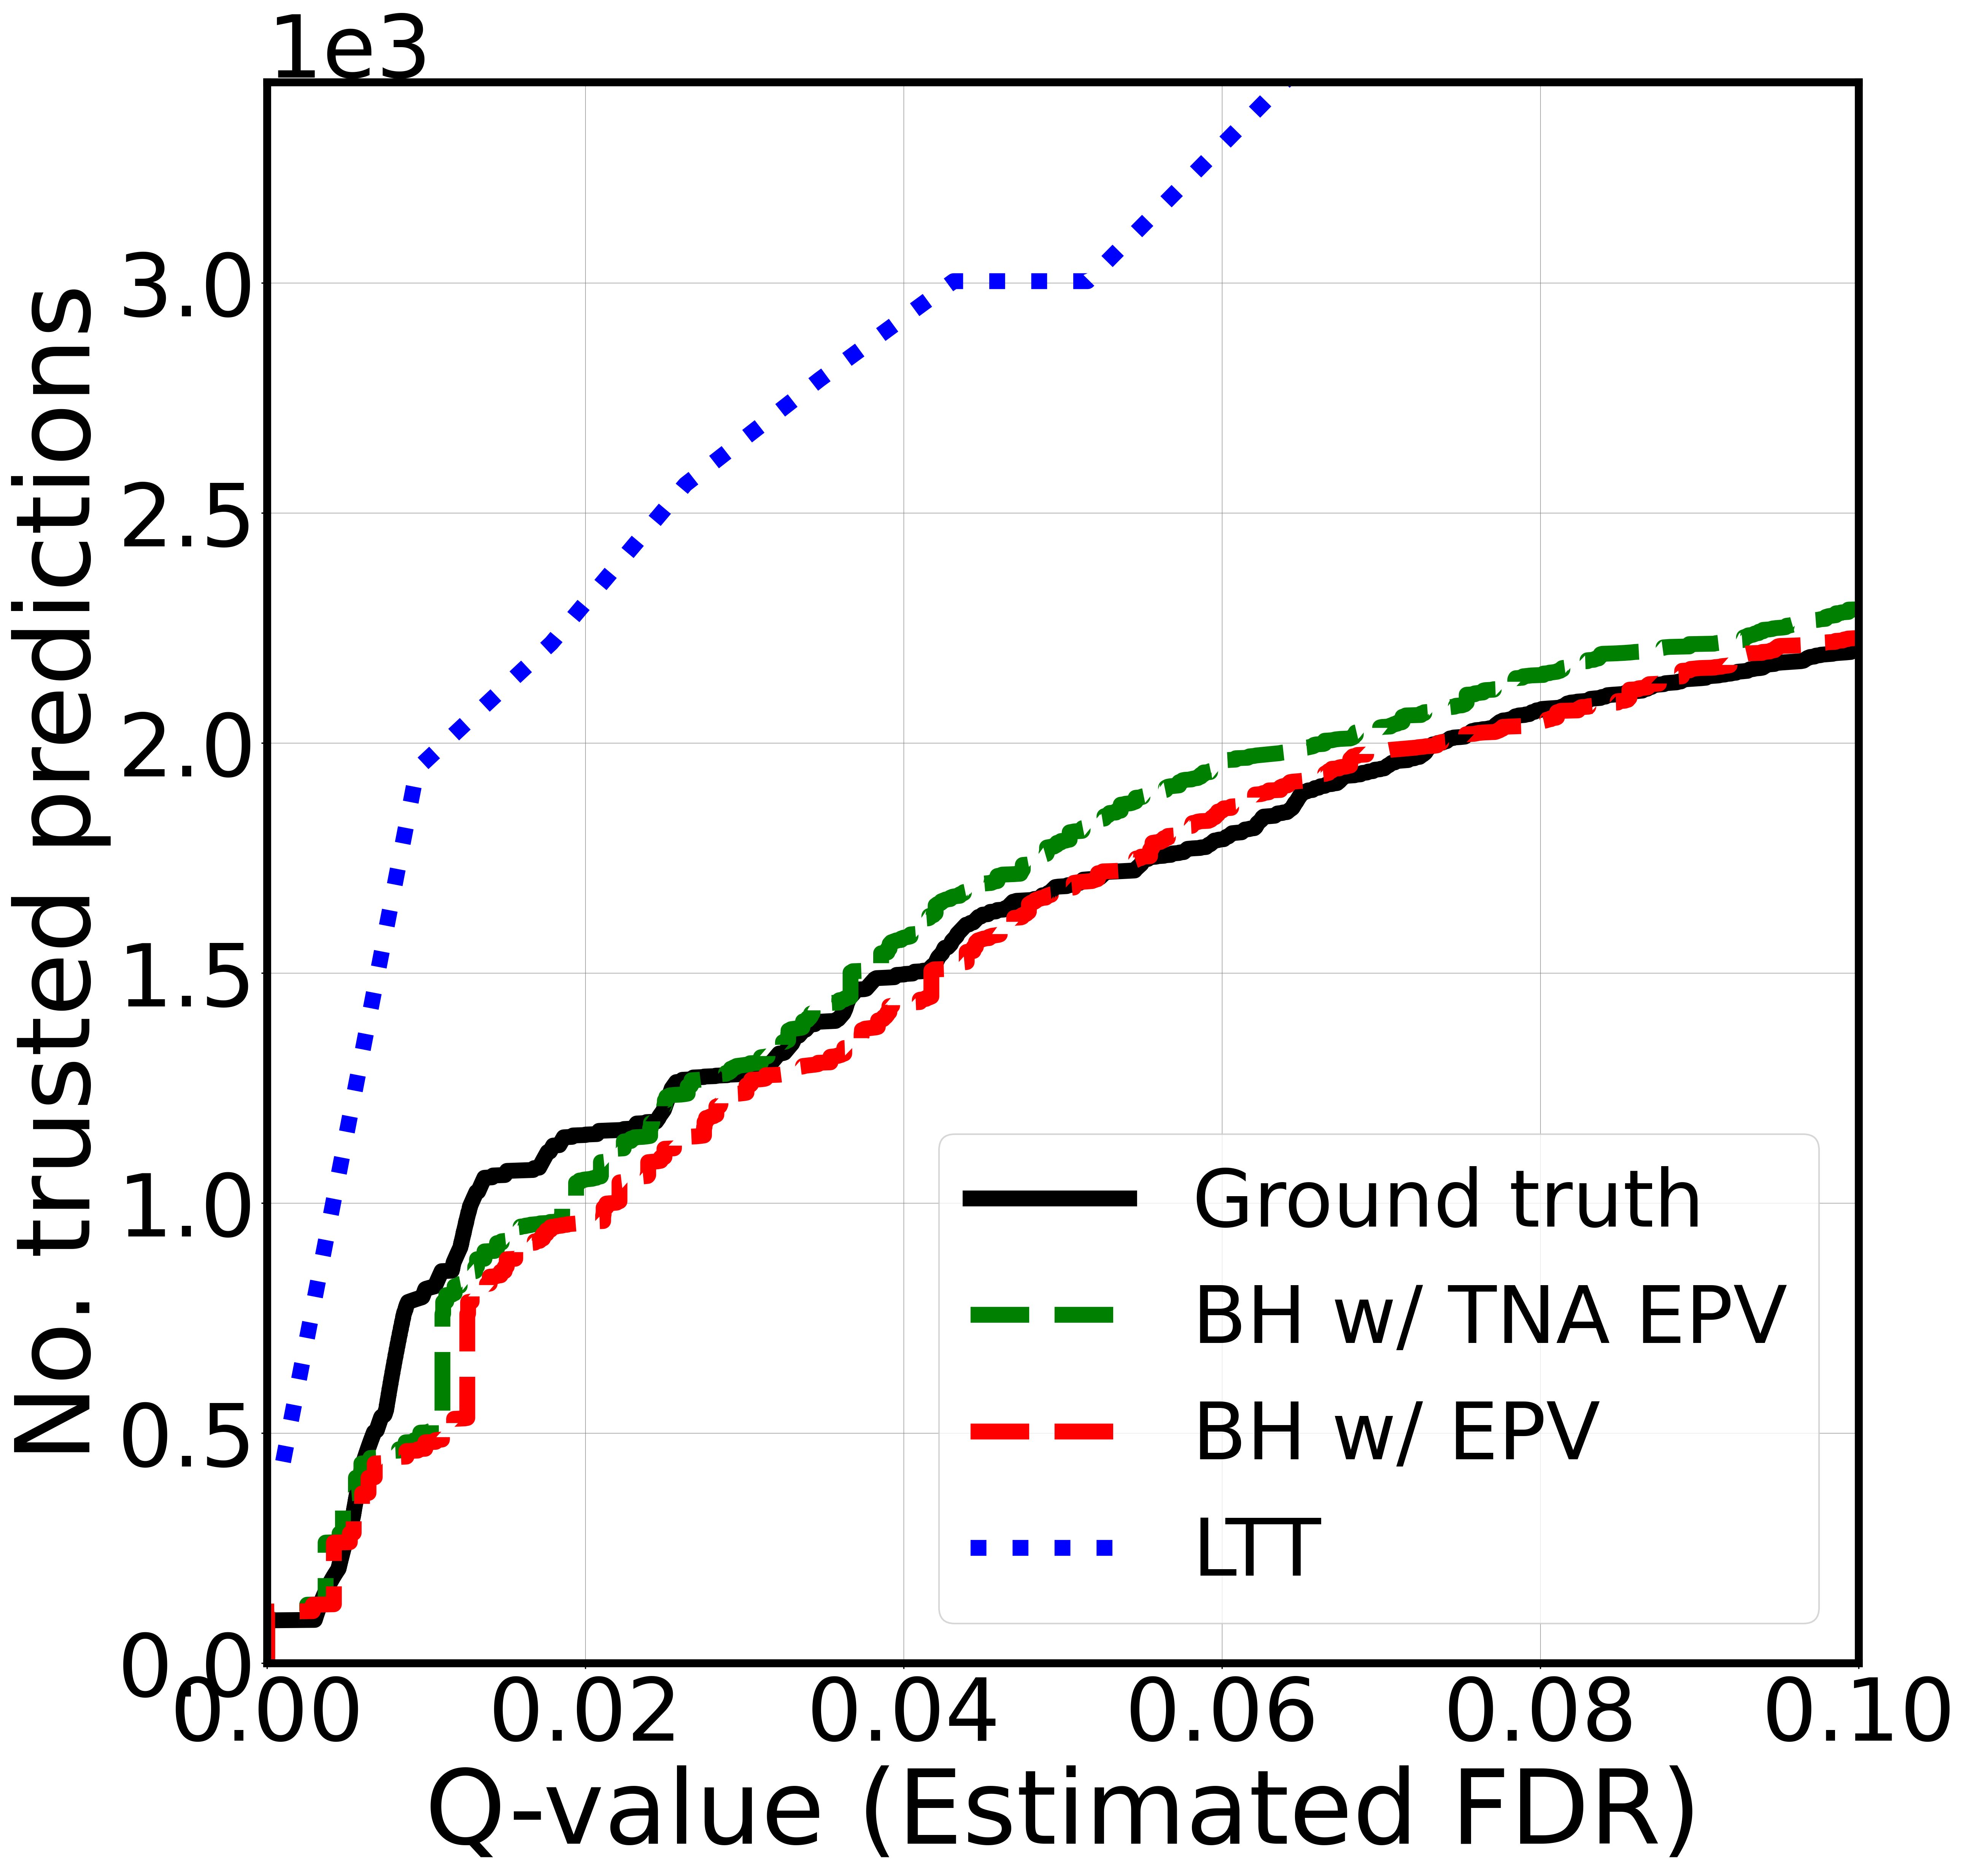 1e3
No. trusted predictions
3.0
2.5
2.0
1.5
1.0
0.5
0.0
Ground truth
BH w/ TNA EPV
BH w/ EPV
LTT
0.00 0.02 0.04 0.06 0.08 0.10
Q-value (Estimated FDR)